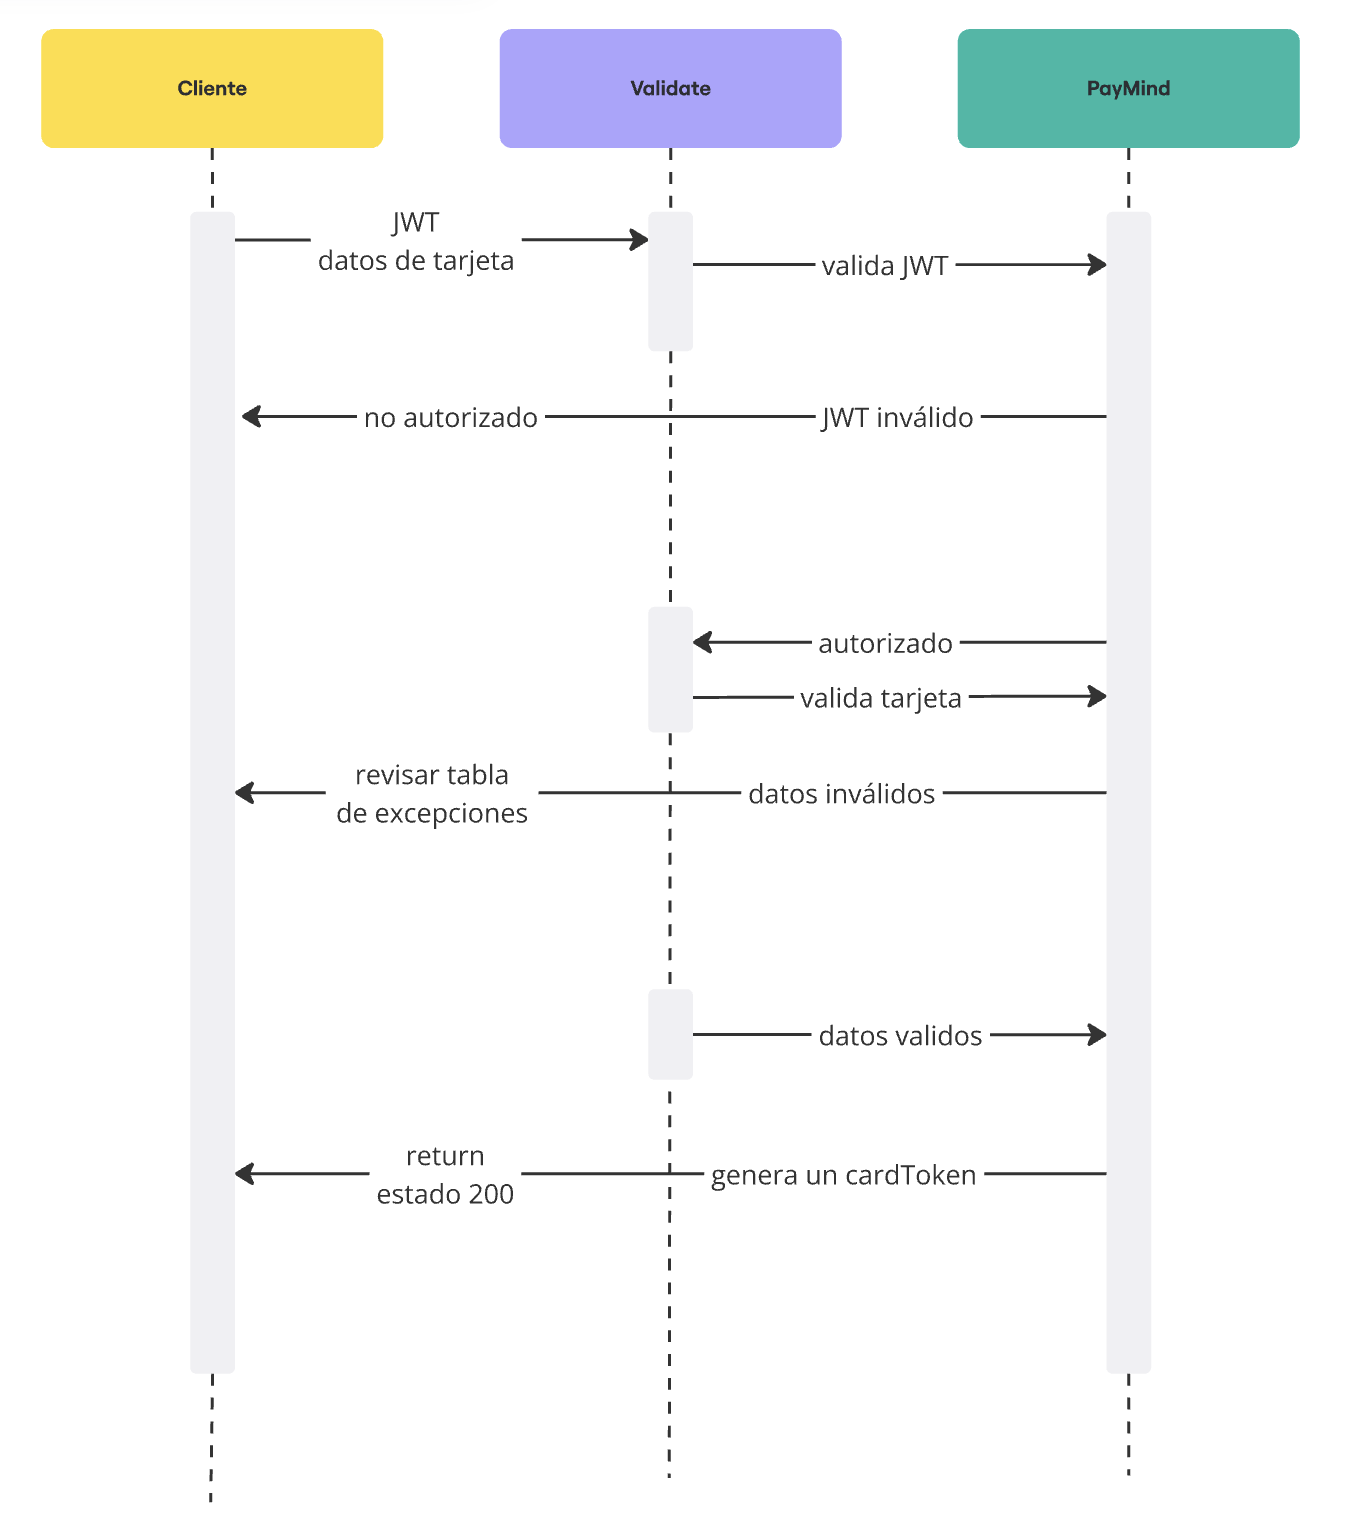 Cliente
Validate
PayMind
JWT
datos de tarjeta
valida JWT
no autorizado
JWT inválido
autorizado
valida tarjeta
revisar tabla
de excepciones
datos inválidos
datos validos
return
estado 200
genera un cardToken